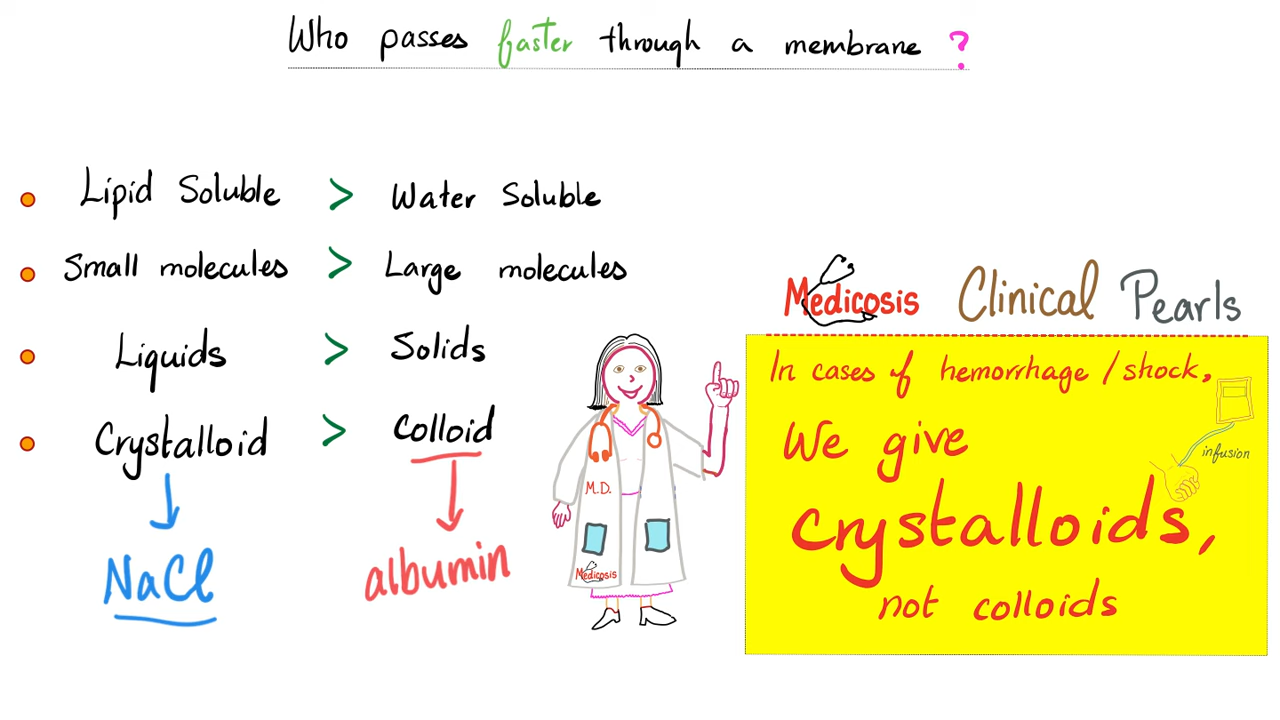 Who passes faster through a membrane ?
Lipid Soluble > Water Soluble
Small molecules > Large molecules
Liquids > Solids
Crystalloid > Colloid
NaCl
albumin
M.D.
Medicosis
Medicosis Clinical Pearls
In cases of hemorrhage / shock,
We give
infusion
crystalloids,
not colloids